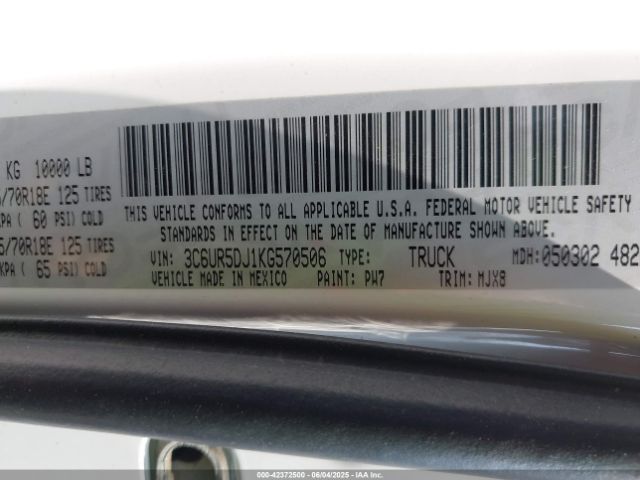 KG 10000 LB
/70R18E 125 TIRES
KPA ( 60 PSI) COLD
/70R18E 125 TIRES
KPA ( 65 PSI) COLD
THIS VEHICLE CONFORMS TO ALL APPLICABLE U.S.A. FEDERAL MOTOR VEHICLE SAFETY
STANDARDS IN EFFECT ON THE DATE OF MANUFACTURE SHOWN ABOVE.
VIN: 3C6UR5DJ1KG570506 TYPE: TRUCK MDH: 050302 482
VEHICLE MADE IN MEXICO PAINT: PW7 TRIM: MJX8
000-42372500 - 06/04/2025 - IAA Inc.